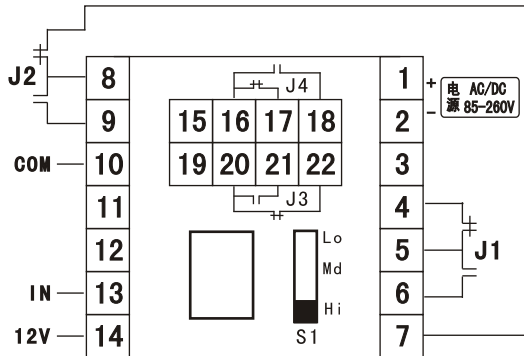 J2
8
9
COM 10
11
12
IN 13
12V 14
J4
15 16 17 18
19 20 21 22
J3
Lo
Md
Hi
S1
1 +
2 -
电源 AC/DC 85-260V
3
4
5
6
7
J1